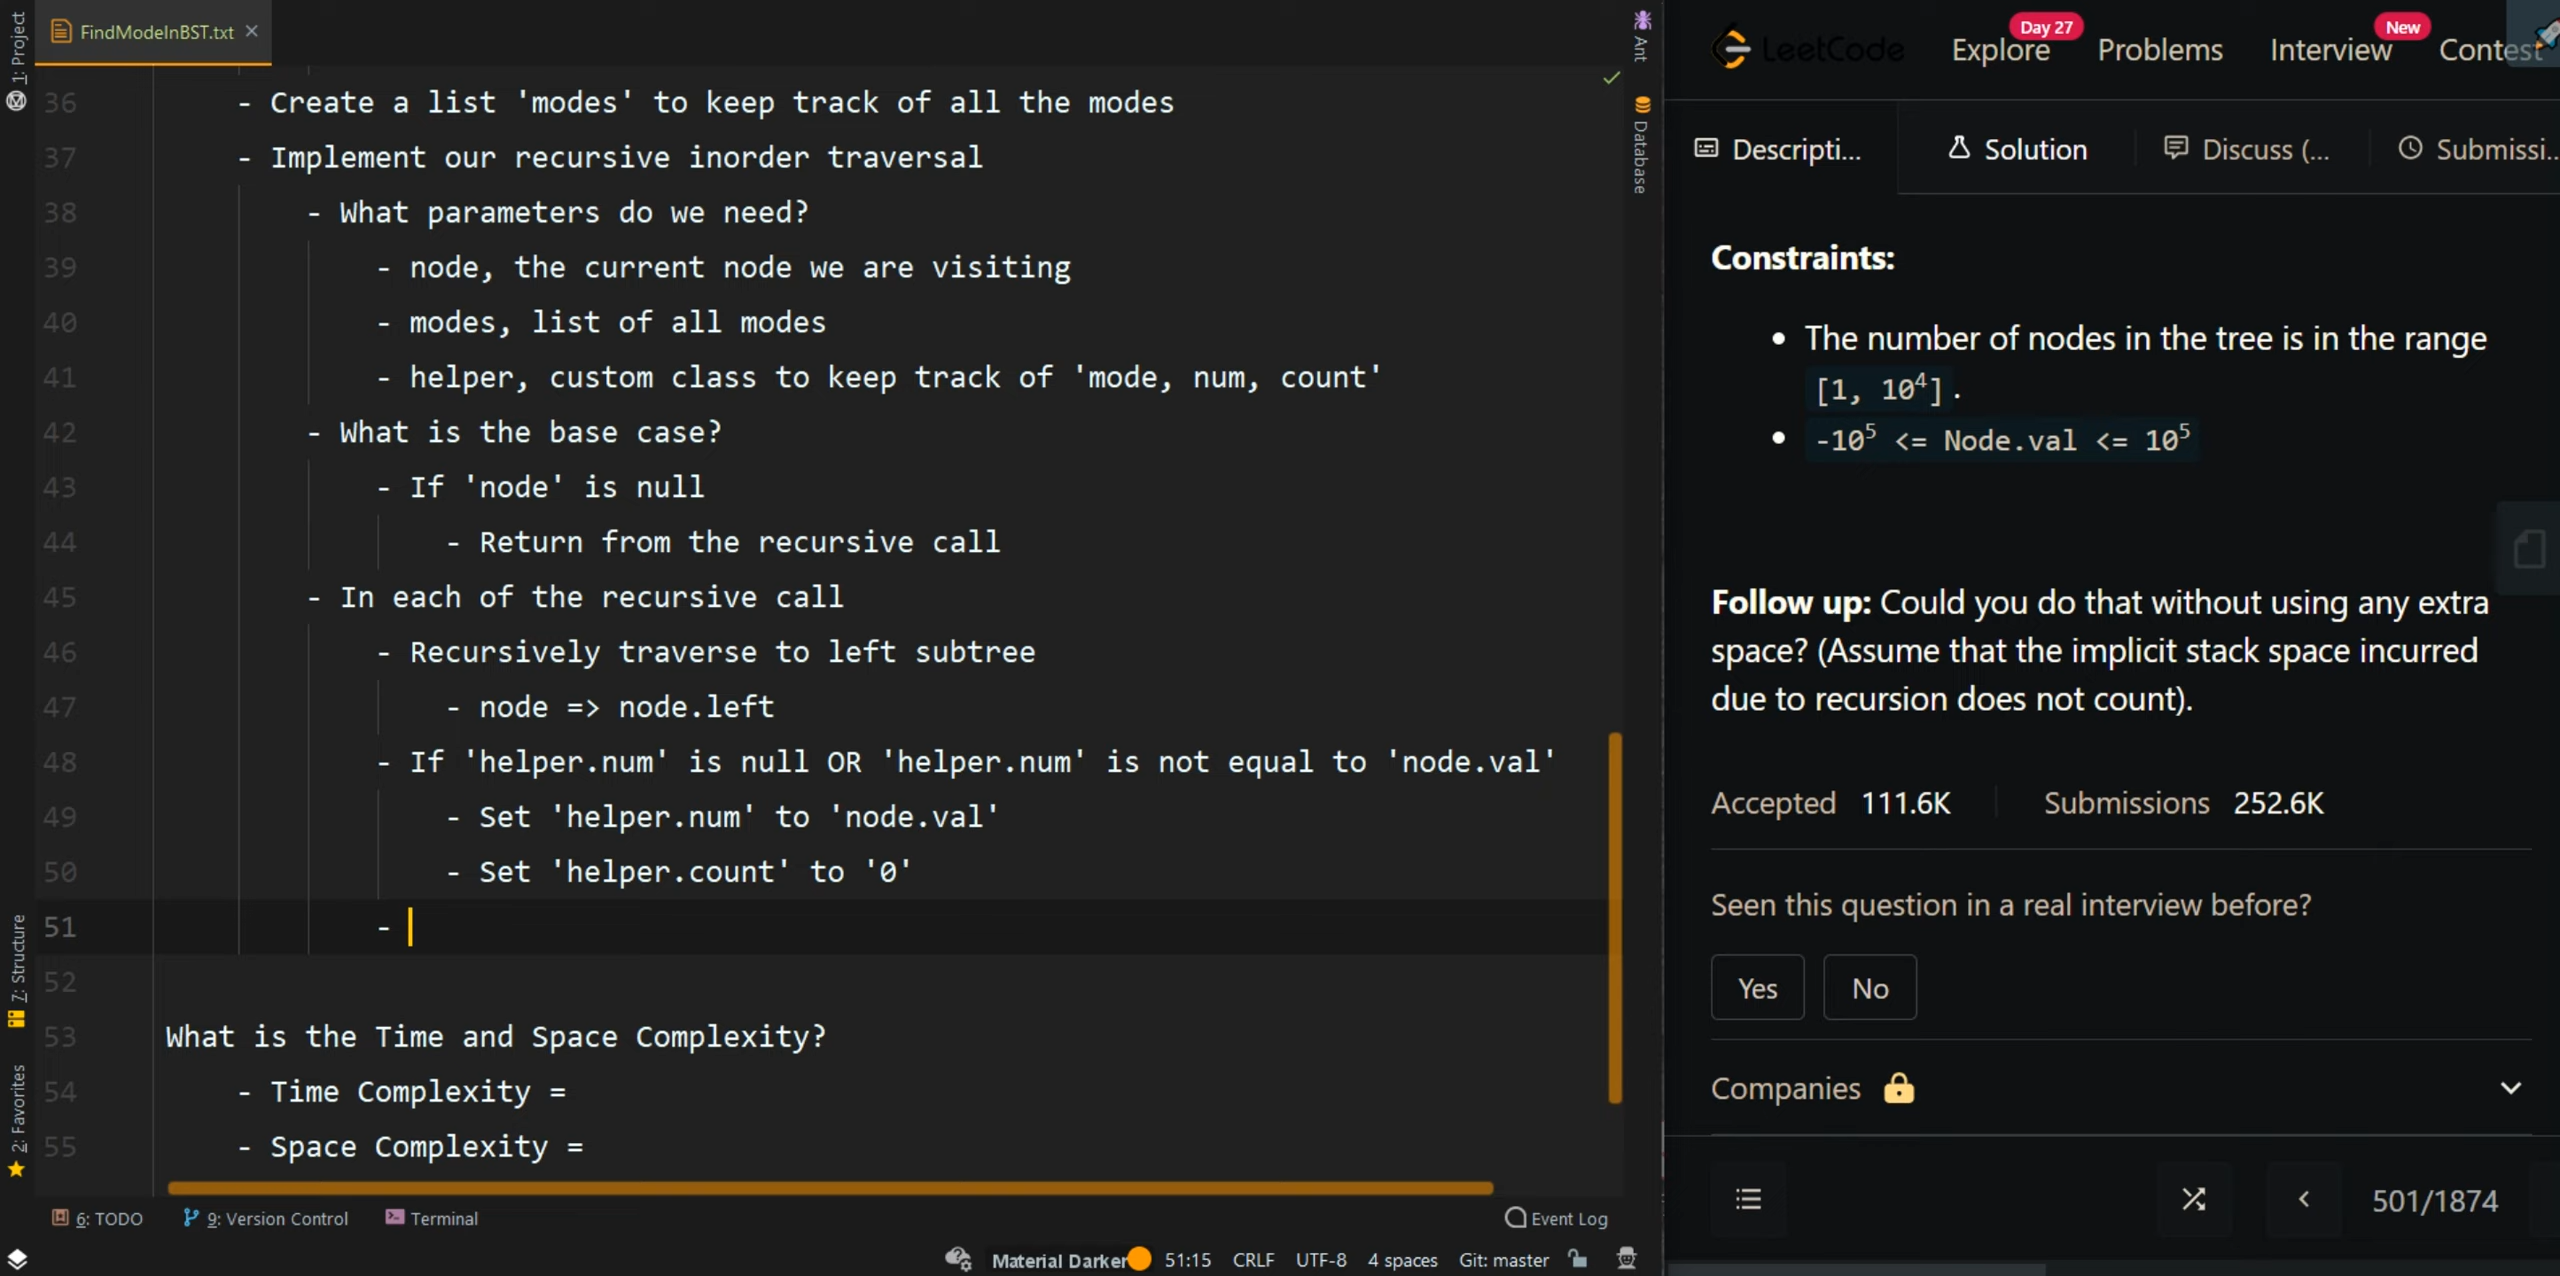 1: Project
FindModeInBST.txt
36 - Create a list 'modes' to keep track of all the modes
37 - Implement our recursive inorder traversal
38 - What parameters do we need?
39 - node, the current node we are visiting
40 - modes, list of all modes
41 - helper, custom class to keep track of 'mode, num, count'
42 - What is the base case?
43 - If 'node' is null
44 - Return from the recursive call
45 - In each of the recursive call
46 - Recursively traverse to left subtree
47 - node => node.left
48 - If 'helper.num' is null OR 'helper.num' is not equal to 'node.val'
49 - Set 'helper.num' to 'node.val'
50 - Set 'helper.count' to '0'
51 -
52
53 What is the Time and Space Complexity?
54 - Time Complexity =
55 - Space Complexity =
7: Structure
2: Favorites
Ant
Database
6: TODO 9: Version Control Terminal Event Log
Material Darker 51:15 CRLF UTF-8 4 spaces Git: master
LeetCode Explore Day 27 Problems Interview New Contest
Descripti... Solution Discuss (... Submissi...
Constraints:
• The number of nodes in the tree is in the range
[1, 10⁴].
• -10⁵ <= Node.val <= 10⁵
Follow up: Could you do that without using any extra
space? (Assume that the implicit stack space incurred
due to recursion does not count).
Accepted 111.6K Submissions 252.6K
Seen this question in a real interview before?
Yes No
Companies
501/1874